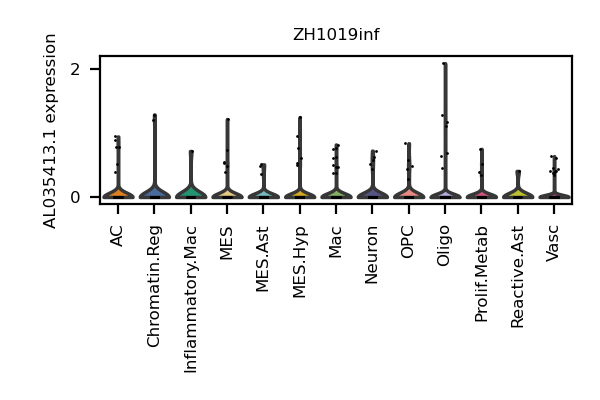 ZH1019inf
AL035413.1 expression
2
0
AC
Chromatin.Reg
Inflammatory.Mac
MES
MES.Ast
MES.Hyp
Mac
Neuron
OPC
Oligo
Prolif.Metab
Reactive.Ast
Vasc